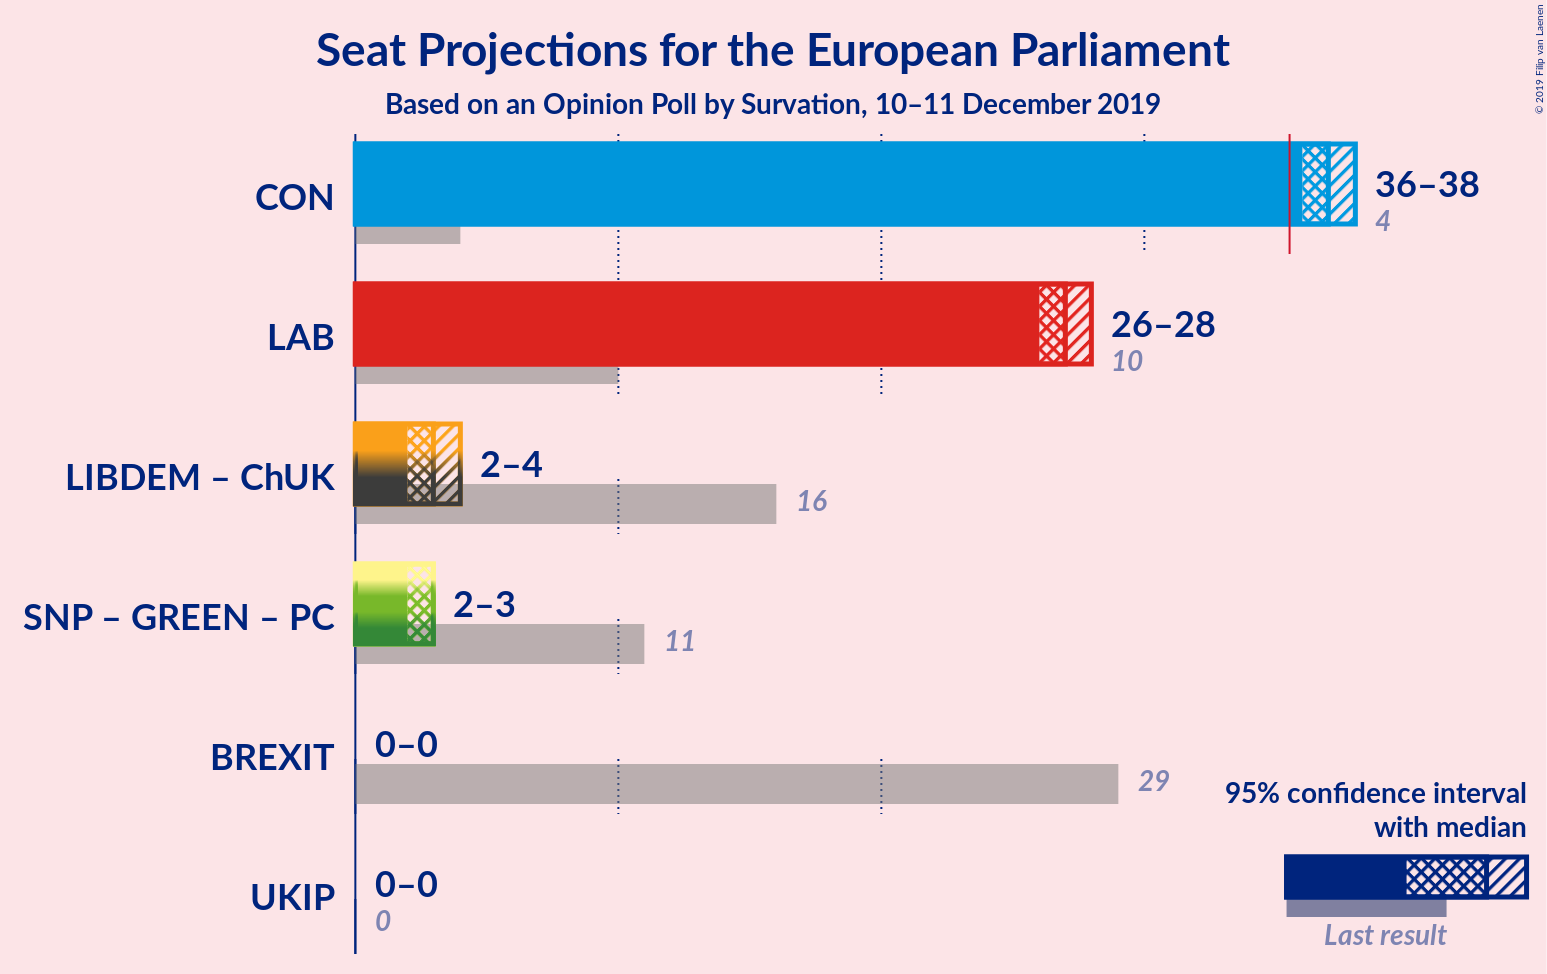 Seat Projections for the European Parliament
Based on an Opinion Poll by Survation, 10–11 December 2019
© 2019 Filip van Laenen
CON
36–38
4
LAB
26–28
10
LIBDEM – ChUK
2–4
16
SNP – GREEN – PC
2–3
11
BREXIT
0–0
29
UKIP
0–0
0
95% confidence interval
with median
Last result